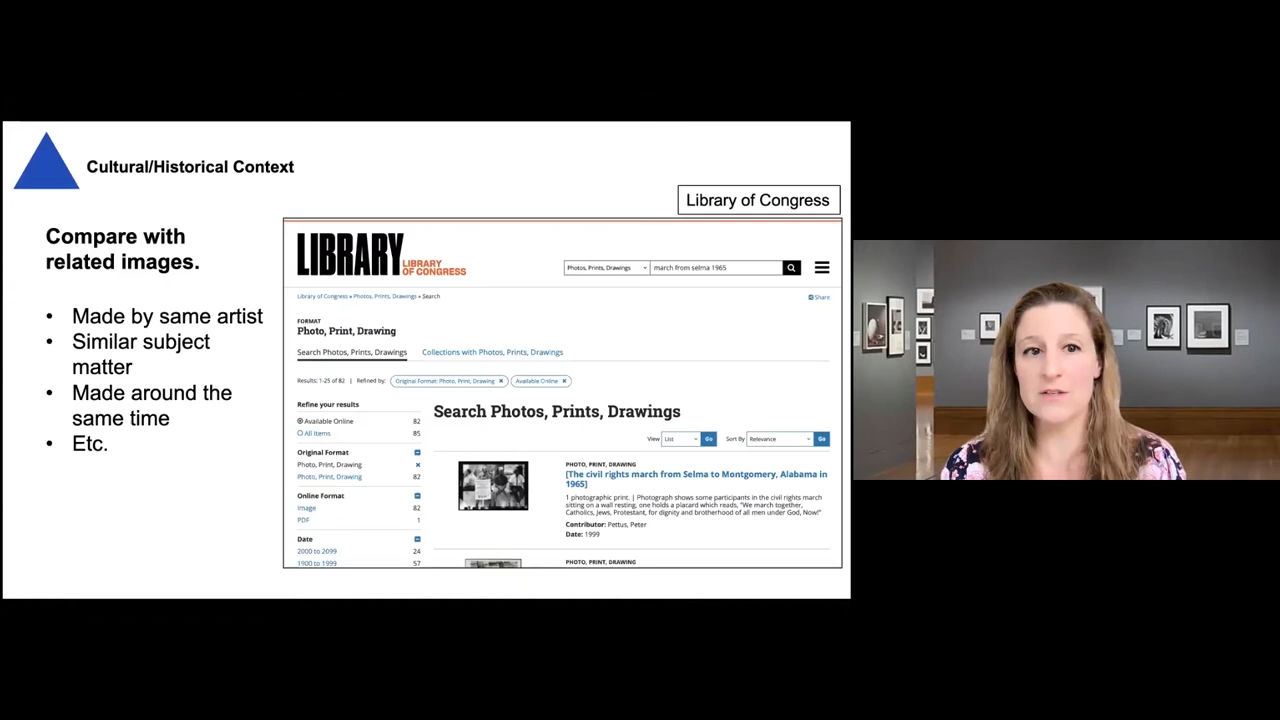 Cultural/Historical Context
Library of Congress
Compare with
related images.
• Made by same artist
• Similar subject
matter
• Made around the
same time
• Etc.
LIBRARY
LIBRARY
OF CONGRESS
Photos, Prints, Drawings
march from selma 1965
Library of Congress » Photos, Prints, Drawings » Search
Share
FORMAT
Photo, Print, Drawing
Search Photos, Prints, Drawings
Collections with Photos, Prints, Drawings
Results: 1-25 of 82 | Refined by: Original Format: Photo, Print, Drawing × Available Online ×
Refine your results
Available Online 82
All Items 85
Original Format
Photo, Print, Drawing ×
Photo, Print, Drawing 82
Online Format
Image 82
PDF 1
Date
2000 to 2099 24
1900 to 1999 57
Search Photos, Prints, Drawings
View List Go Sort By Relevance Go
PHOTO, PRINT, DRAWING
[The civil rights march from Selma to Montgomery, Alabama in
1965]
1 photographic print. | Photograph shows some participants in the civil rights march
sitting on a wall resting, one holds a placard which reads, "We march together,
Catholics, Jews, Protestant, for dignity and brotherhood of all men under God, Now!"
Contributor: Pettus, Peter
Date: 1999
PHOTO, PRINT, DRAWING